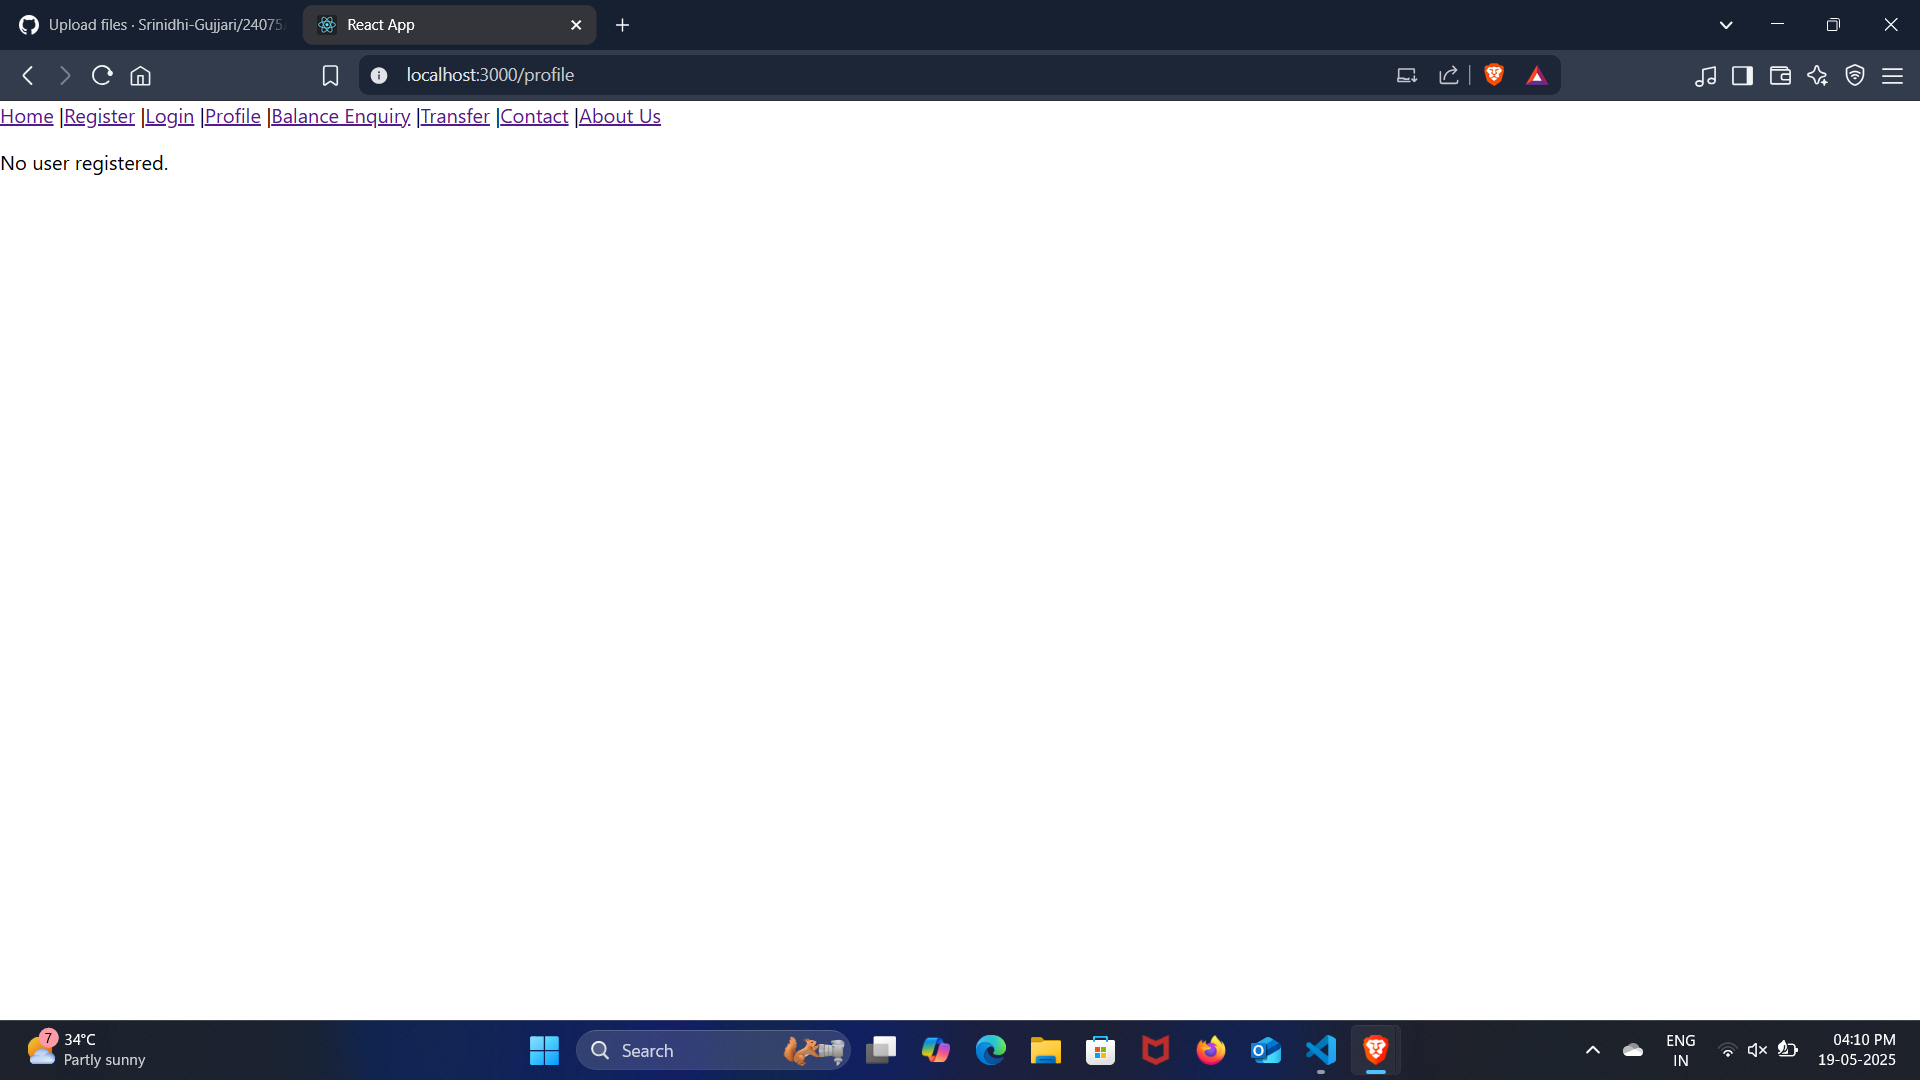 Upload files · Srinidhi-Gujjari/24075
React App
localhost:3000/profile
Home |Register |Login |Profile |Balance Enquiry |Transfer |Contact |About Us
No user registered.
7
34°C
Partly sunny
Search
ENG
IN
04:10 PM
19-05-2025